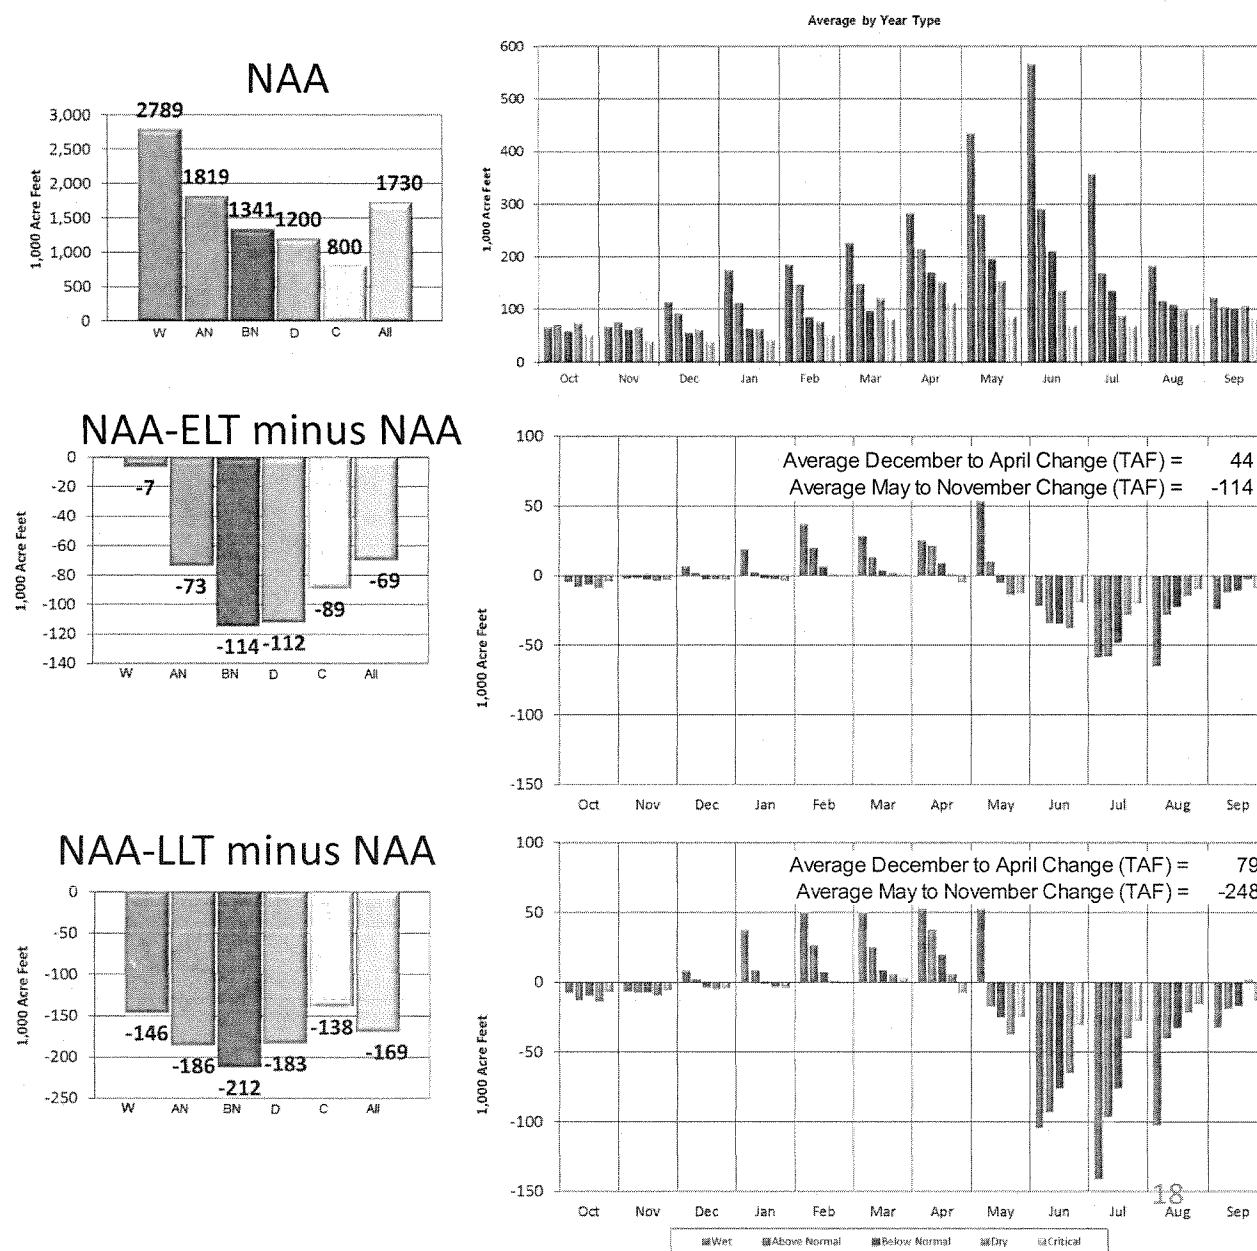 Average by Year Type
NAA
1,000 Acre Feet
3,000
2,500
2,000
1,500
1,000
500
0
2789
1819
1341
1200
800
1730
W AN BN D C All
1,000 Acre Feet
600
500
400
300
200
100
0
Oct Nov Dec Jan Feb Mar Apr May Jun Jul Aug Sep
NAA-ELT minus NAA
1,000 Acre Feet
0
-20
-40
-60
-80
-100
-120
-140
-7
-73
-114
-112
-89
-69
W AN BN D C All
Average December to April Change (TAF) = 44
Average May to November Change (TAF) = -114
1,000 Acre Feet
100
50
0
-50
-100
-150
Oct Nov Dec Jan Feb Mar Apr May Jun Jul Aug Sep
NAA-LLT minus NAA
1,000 Acre Feet
0
-50
-100
-150
-200
-250
-146
-186
-212
-183
-138
-169
W AN BN D C All
Average December to April Change (TAF) = 79
Average May to November Change (TAF) = -248
1,000 Acre Feet
100
50
0
-50
-100
-150
Oct Nov Dec Jan Feb Mar Apr May Jun Jul Aug Sep
18
Wet Above Normal Below Normal Dry Critical